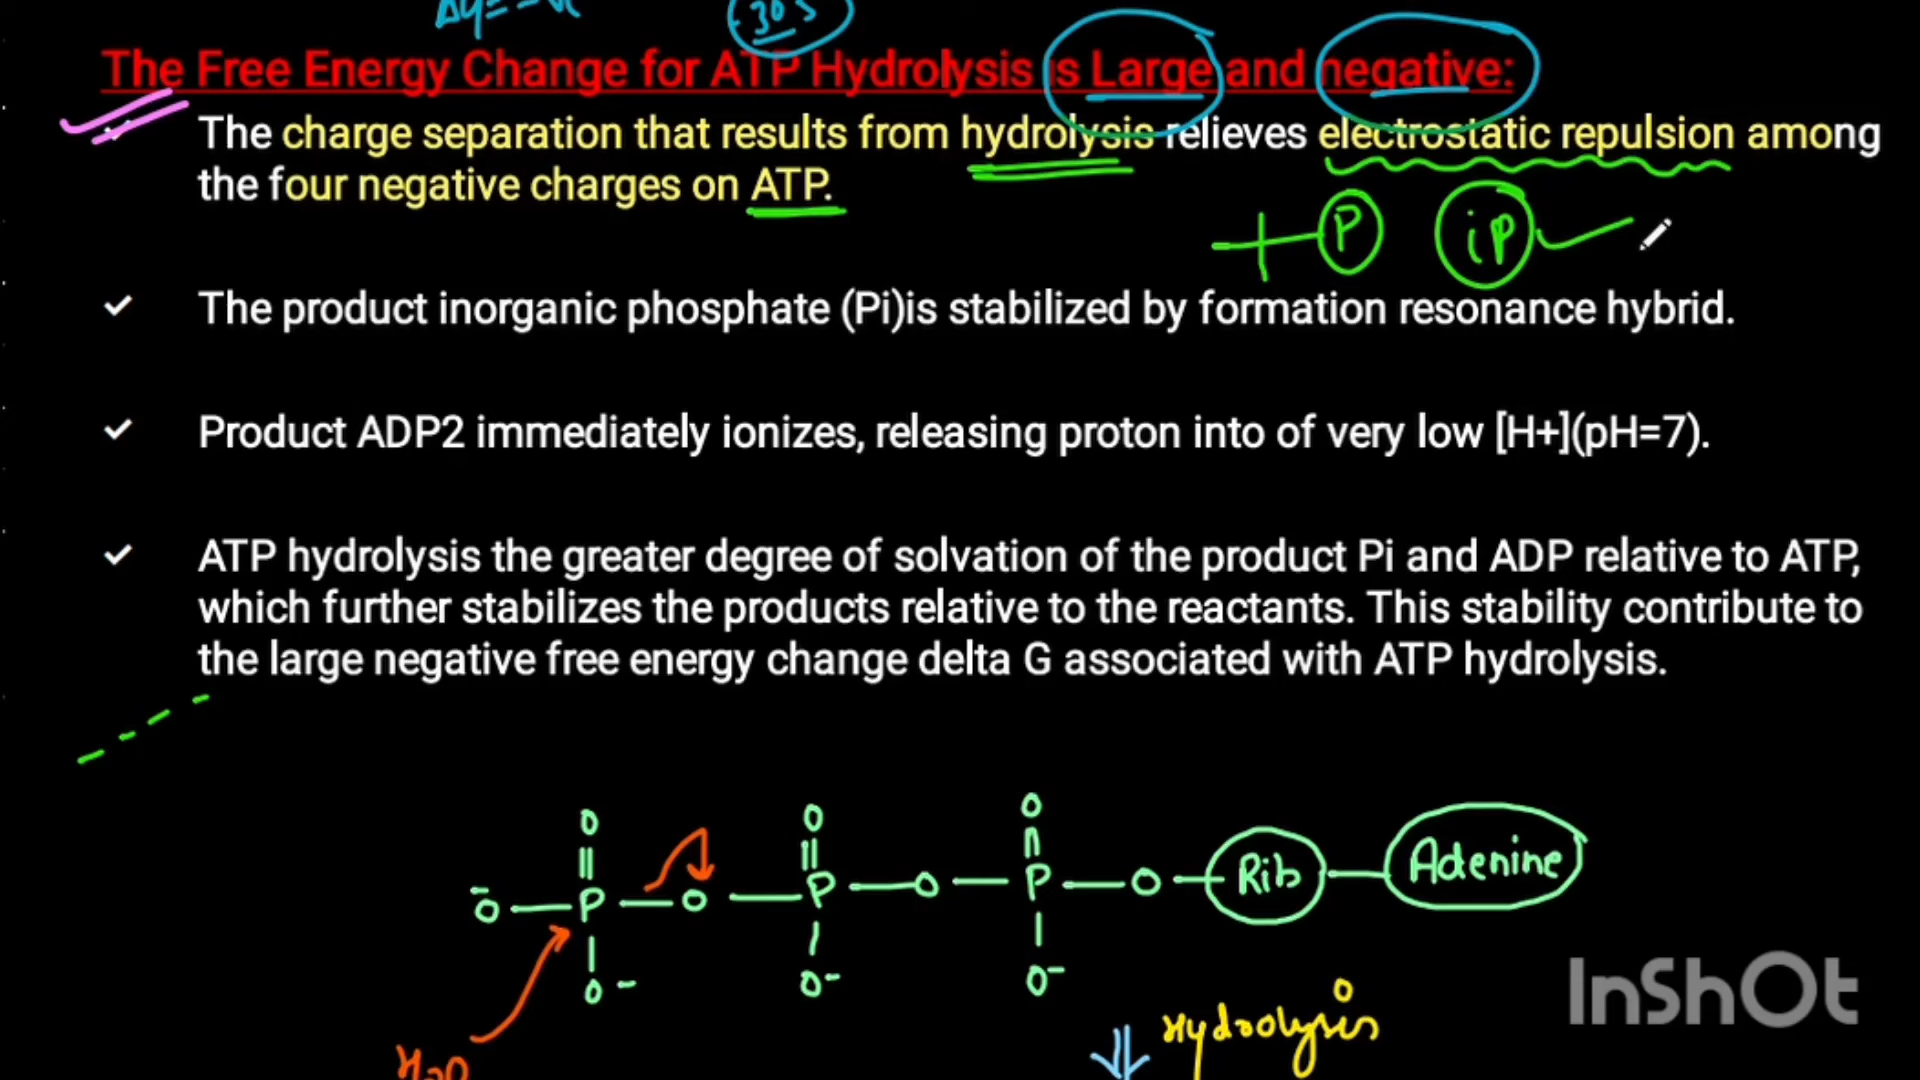 30.5
The Free Energy Change for ATP Hydrolysis is Large and negative:
The charge separation that results from hydrolysis relieves electrostatic repulsion among
the four negative charges on ATP.
P iP
The product inorganic phosphate (Pi)is stabilized by formation resonance hybrid.
Product ADP2 immediately ionizes, releasing proton into of very low [H+](pH=7).
ATP hydrolysis the greater degree of solvation of the product Pi and ADP relative to ATP,
which further stabilizes the products relative to the reactants. This stability contribute to
the large negative free energy change delta G associated with ATP hydrolysis.
O O O
O- P O P O P O Rib Adenine
O- O- O-
Hydrolysis
H2O
InShOt